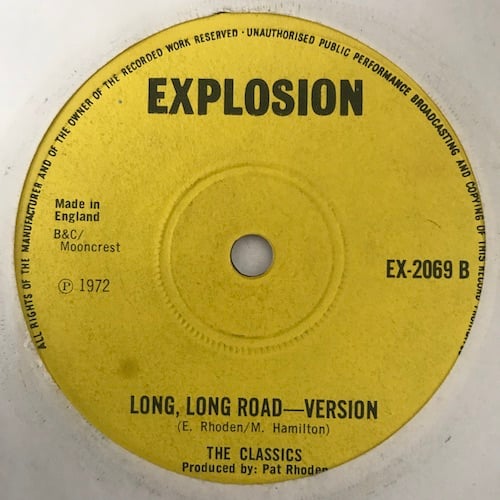 ALL RIGHTS OF THE MANUFACTURER AND OF THE OWNER OF THE RECORDED WORK RESERVED · UNAUTHORISED PUBLIC PERFORMANCE BROADCASTING AND COPYING OF THIS RECORD
EXPLOSION
Made in
England
B&C/
Mooncrest
℗ 1972
EX-2069 B
LONG, LONG ROAD—VERSION
(E. Rhoden/M. Hamilton)
THE CLASSICS
Produced by: Pat Rhoden